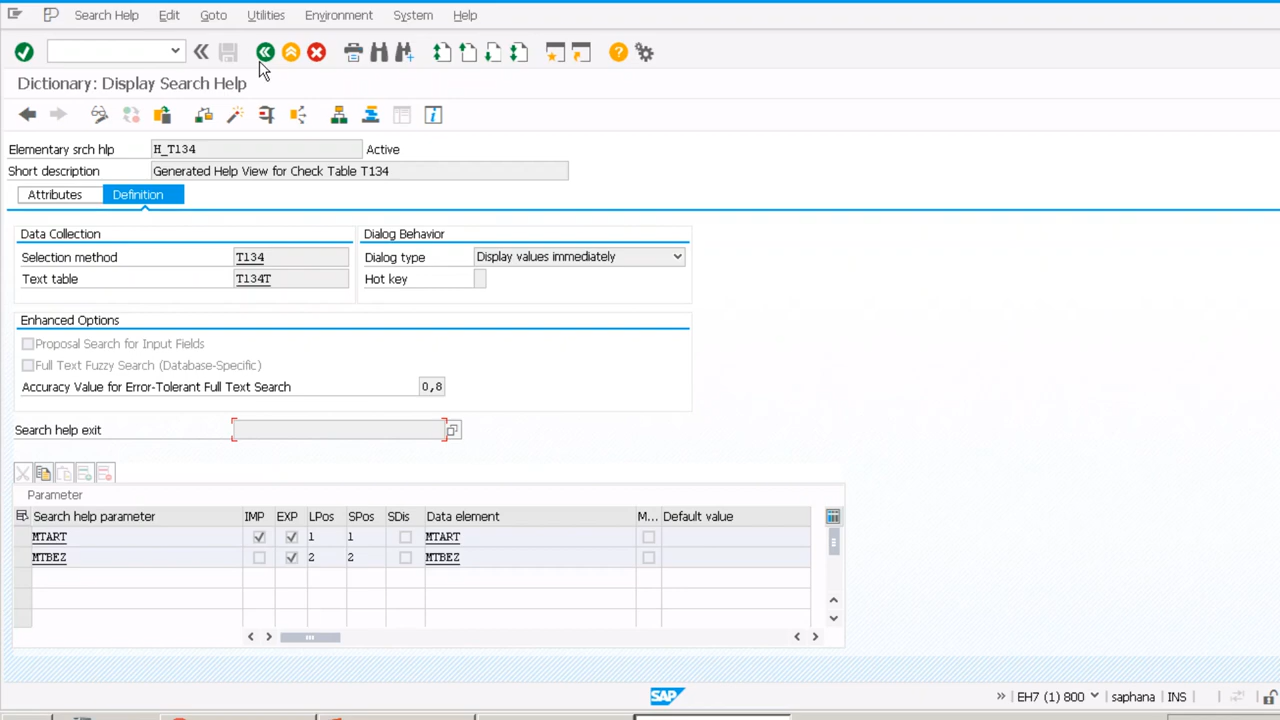 Search Help Edit Goto Utilities Environment System Help
Dictionary: Display Search Help
Elementary srch hlp H_T134 Active
Short description Generated Help View for Check Table T134
Attributes Definition
Data Collection Dialog Behavior
Selection method T134 Dialog type Display values immediately
Text table T134T Hot key
Enhanced Options
Proposal Search for Input Fields
Full Text Fuzzy Search (Database-Specific)
Accuracy Value for Error-Tolerant Full Text Search 0,8
Search help exit
Parameter
Search help parameter IMP EXP LPos SPos SDis Data element M... Default value
MTART 1 1 MTART
MTBEZ 2 2 MTBEZ
SAP EH7 (1) 800 saphana INS